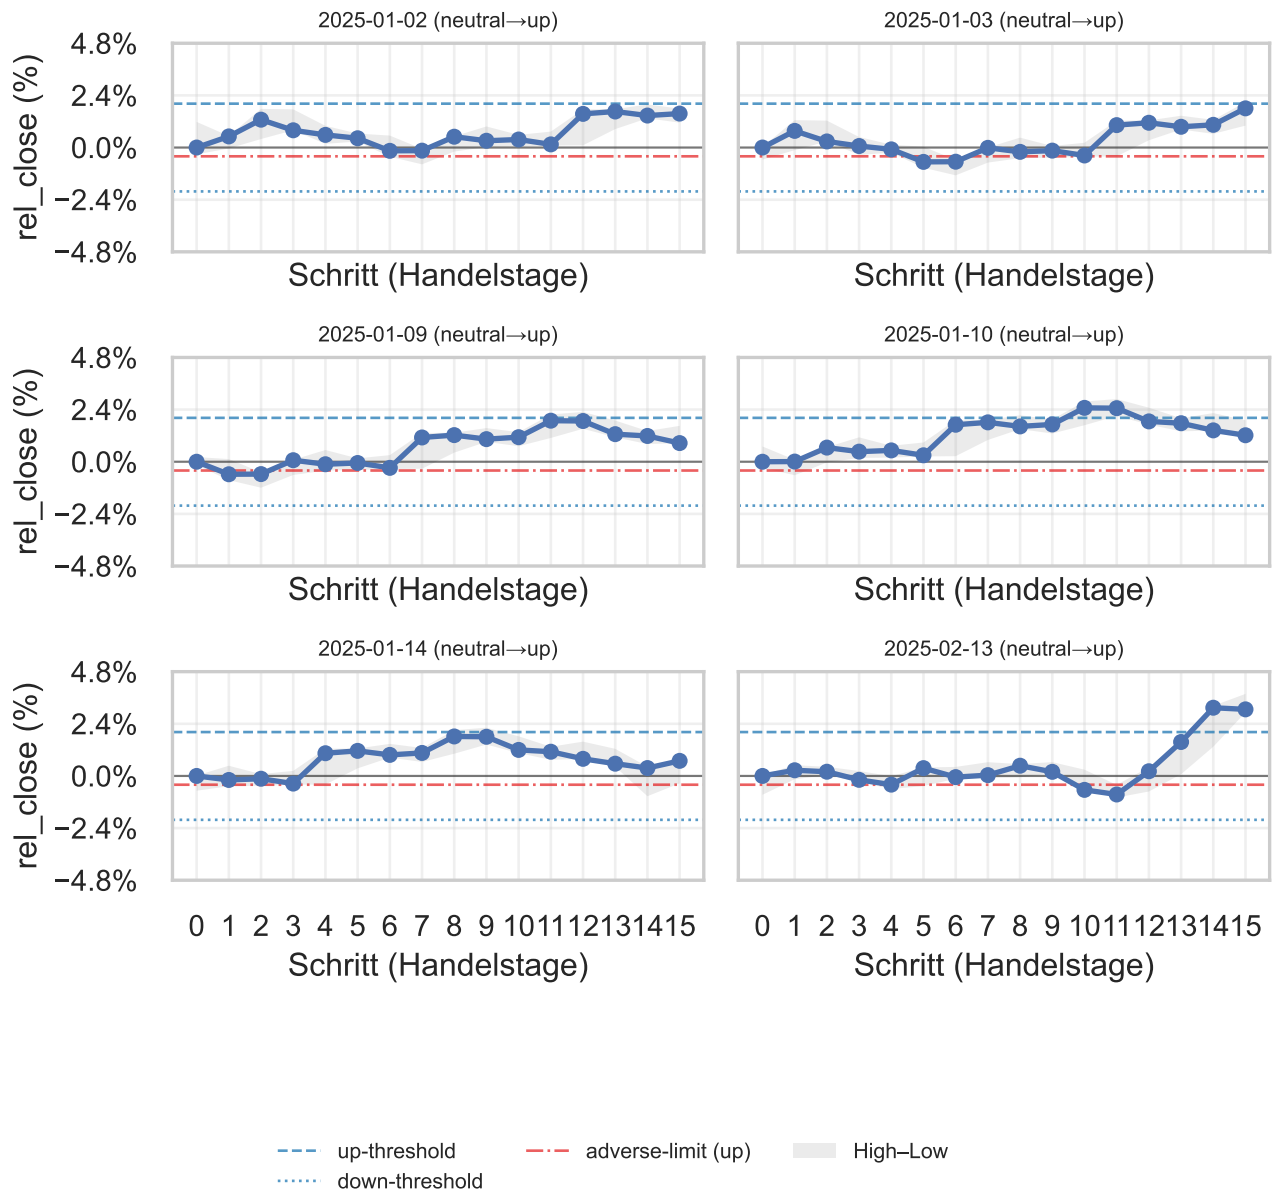 2025-01-02 (neutral→up)
2025-01-03 (neutral→up)
4.8%
2.4%
0.0%
−2.4%
−4.8%
rel_close (%)
Schritt (Handelstage)
Schritt (Handelstage)
2025-01-09 (neutral→up)
2025-01-10 (neutral→up)
4.8%
2.4%
0.0%
−2.4%
−4.8%
rel_close (%)
Schritt (Handelstage)
Schritt (Handelstage)
2025-01-14 (neutral→up)
2025-02-13 (neutral→up)
4.8%
2.4%
0.0%
−2.4%
−4.8%
rel_close (%)
0 1 2 3 4 5 6 7 8 9 10 11 12 13 14 15
0 1 2 3 4 5 6 7 8 9 10 11 12 13 14 15
Schritt (Handelstage)
Schritt (Handelstage)
up-threshold
down-threshold
adverse-limit (up)
High–Low